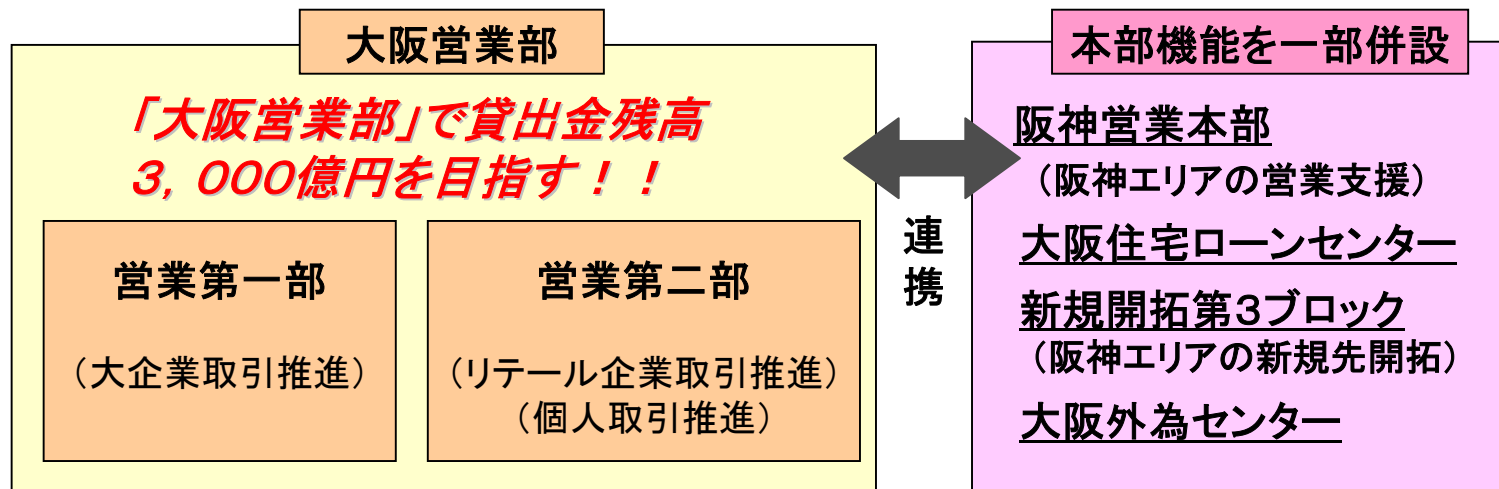 大阪営業部
「大阪営業部」で貸出金残高
３，０００億円を目指す！！
営業第一部
（大企業取引推進）
営業第二部
（リテール企業取引推進）
（個人取引推進）
連携
本部機能を一部併設
阪神営業本部
（阪神エリアの営業支援）
大阪住宅ローンセンター
新規開拓第３ブロック
（阪神エリアの新規先開拓）
大阪外為センター